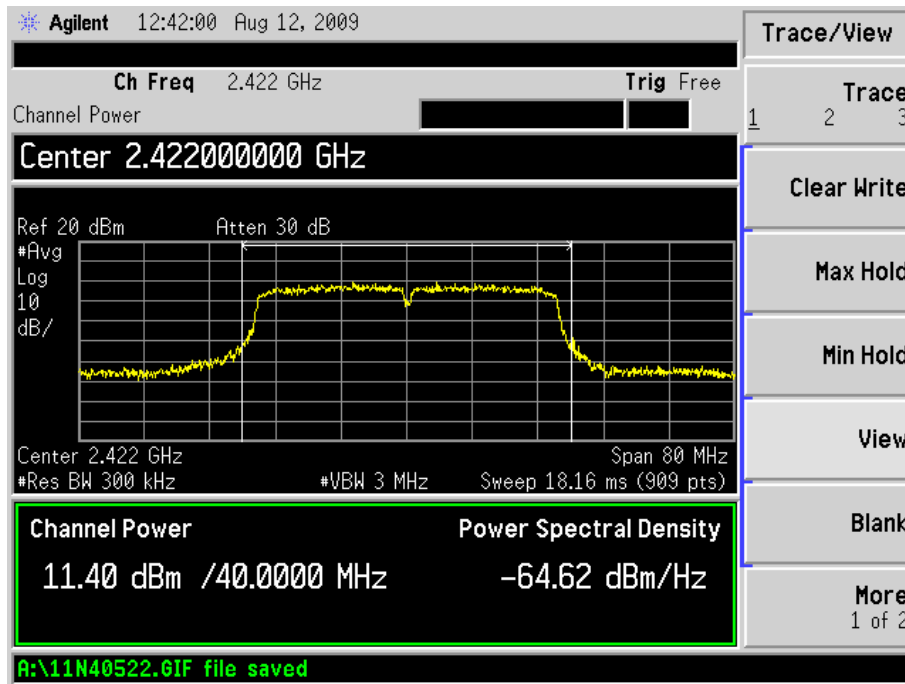 Agilent 12:42:00 Aug 12, 2009
Trace/View
Ch Freq 2.422 GHz Trig Free
Channel Power
Trace
1 2 3
Center 2.422000000 GHz
Clear Write
Ref 20 dBm Atten 30 dB
#Avg
Log
10
dB/
Max Hold
Min Hold
View
Center 2.422 GHz Span 80 MHz
#Res BW 300 kHz #VBW 3 MHz Sweep 18.16 ms (909 pts)
Channel Power Power Spectral Density
11.40 dBm /40.0000 MHz -64.62 dBm/Hz
Blank
More
1 of 2
A:\11N40522.GIF file saved